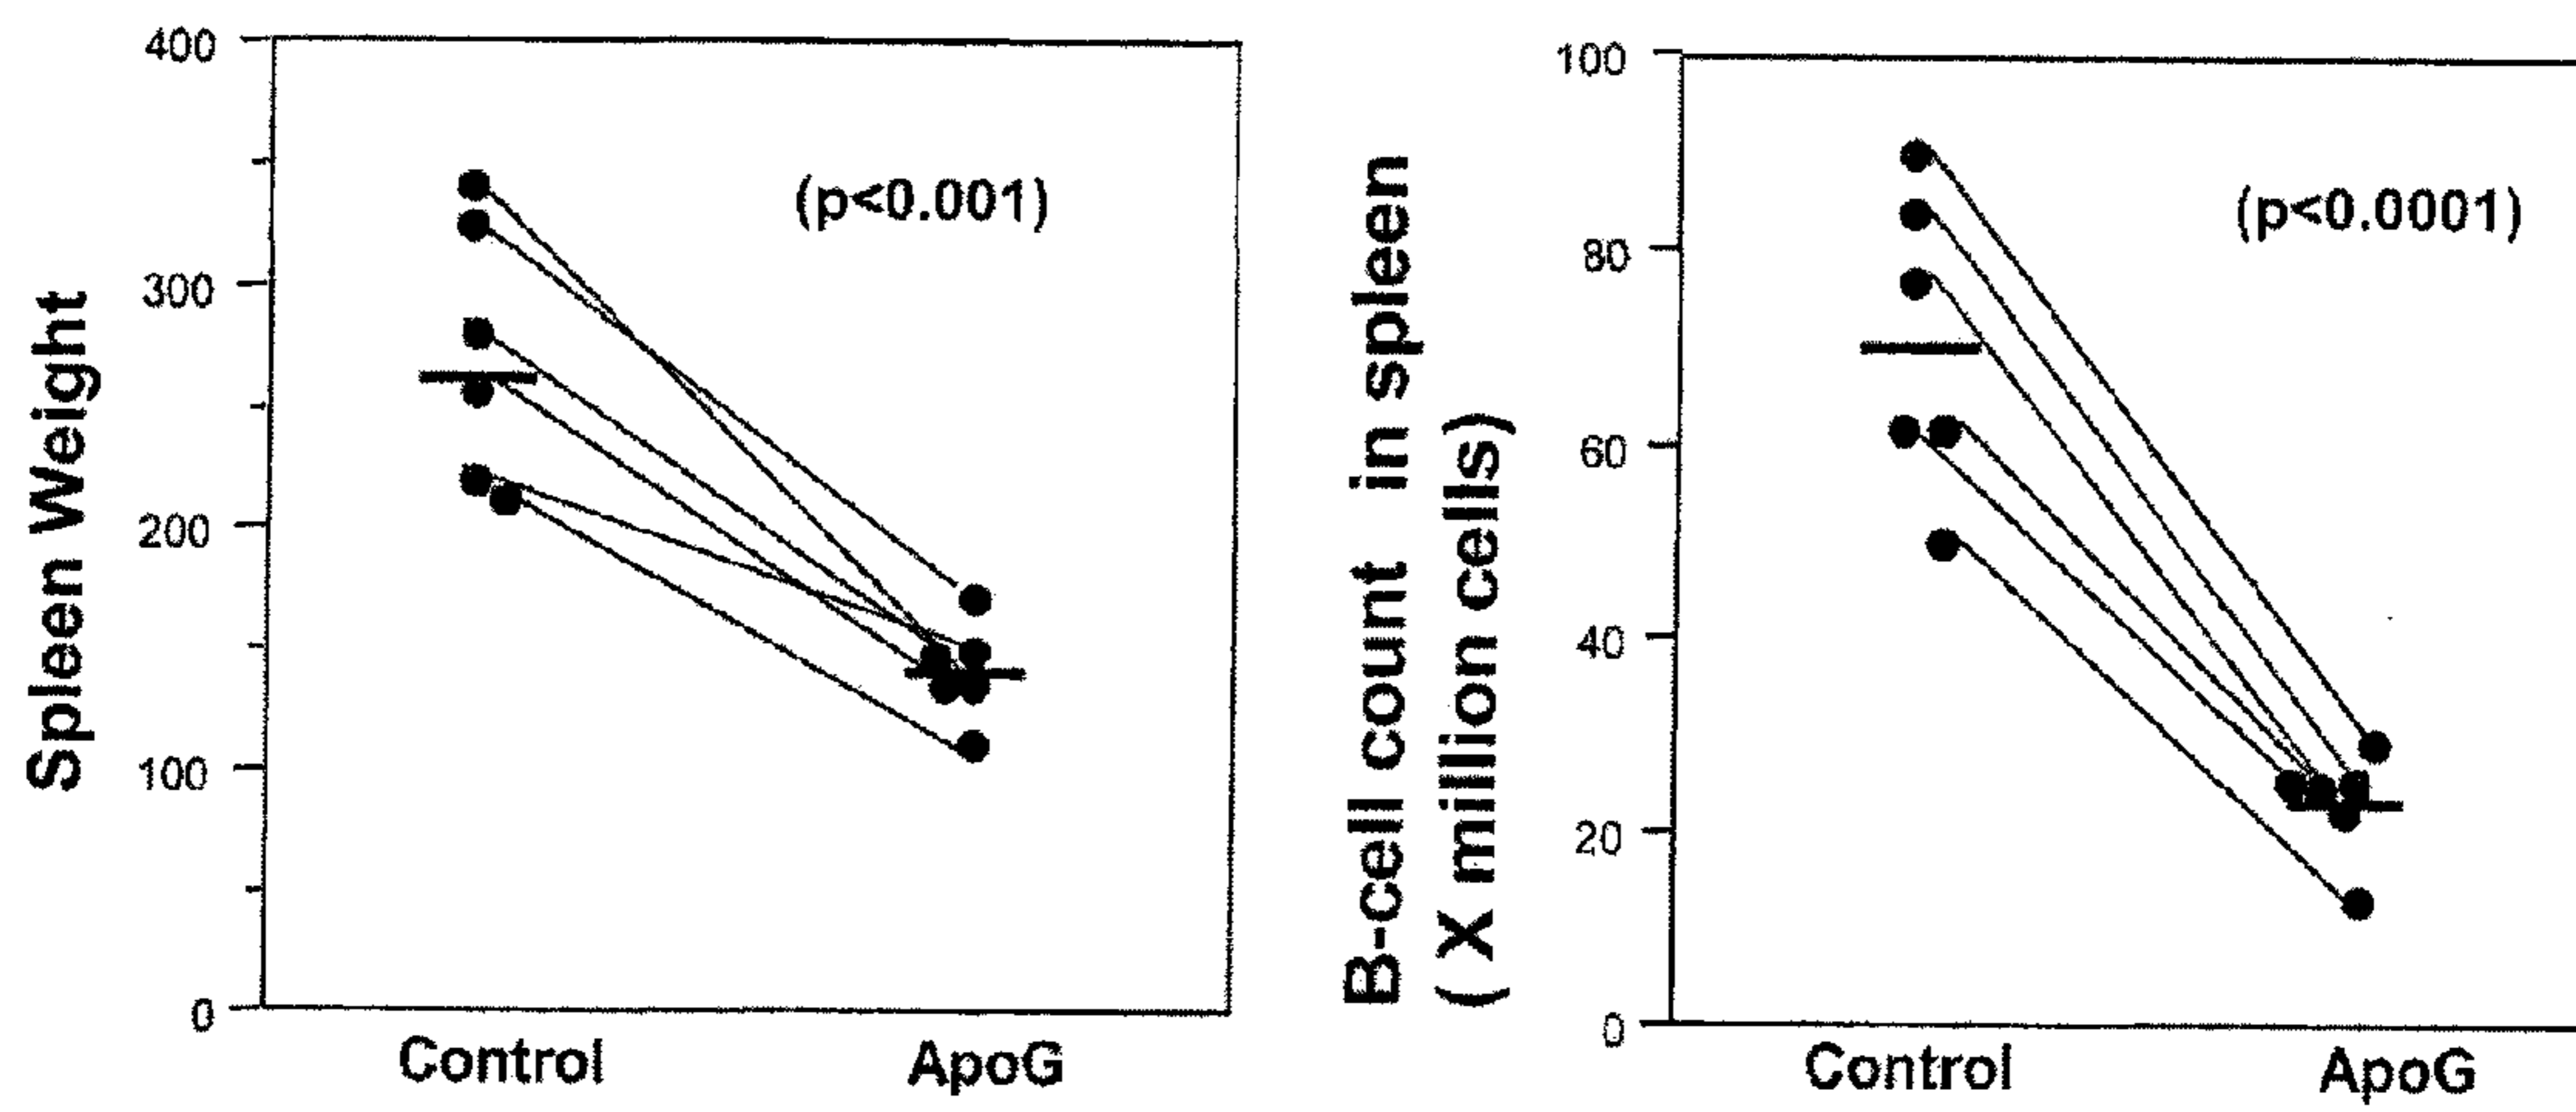 Spleen Weight
400
300
200
100
0
(p<0.001)
Control ApoG
B-cell count in spleen
( X million cells)
100
80
60
40
20
0
(p<0.0001)
Control ApoG